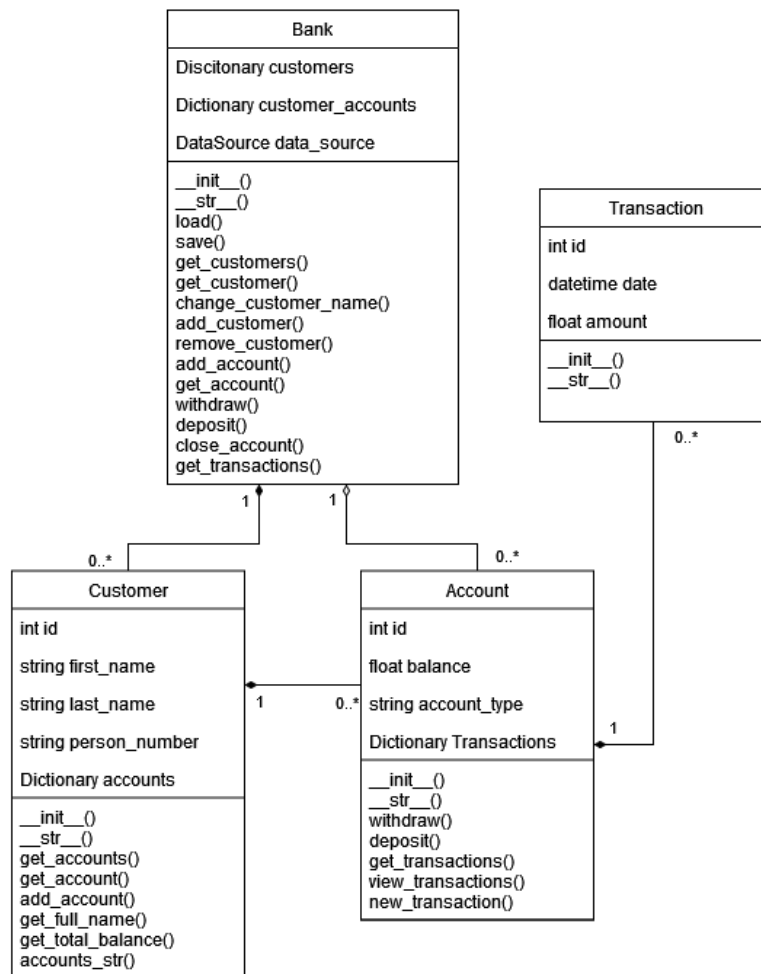 Bank
Discitonary customers
Dictionary customer_accounts
DataSource data_source
__init__()
__str__()
load()
save()
get_customers()
get_customer()
change_customer_name()
add_customer()
remove_customer()
add_account()
get_account()
withdraw()
deposit()
close_account()
get_transactions()
Transaction
int id
datetime date
float amount
__init__()
__str__()
0..*
1
1
0..*
0..*
Customer
int id
string first_name
string last_name
string person_number
Dictionary accounts
__init__()
__str__()
get_accounts()
get_account()
add_account()
get_full_name()
get_total_balance()
accounts_str()
1
0..*
Account
int id
float balance
string account_type
Dictionary Transactions
__init__()
__str__()
withdraw()
deposit()
get_transactions()
view_transactions()
new_transaction()
1